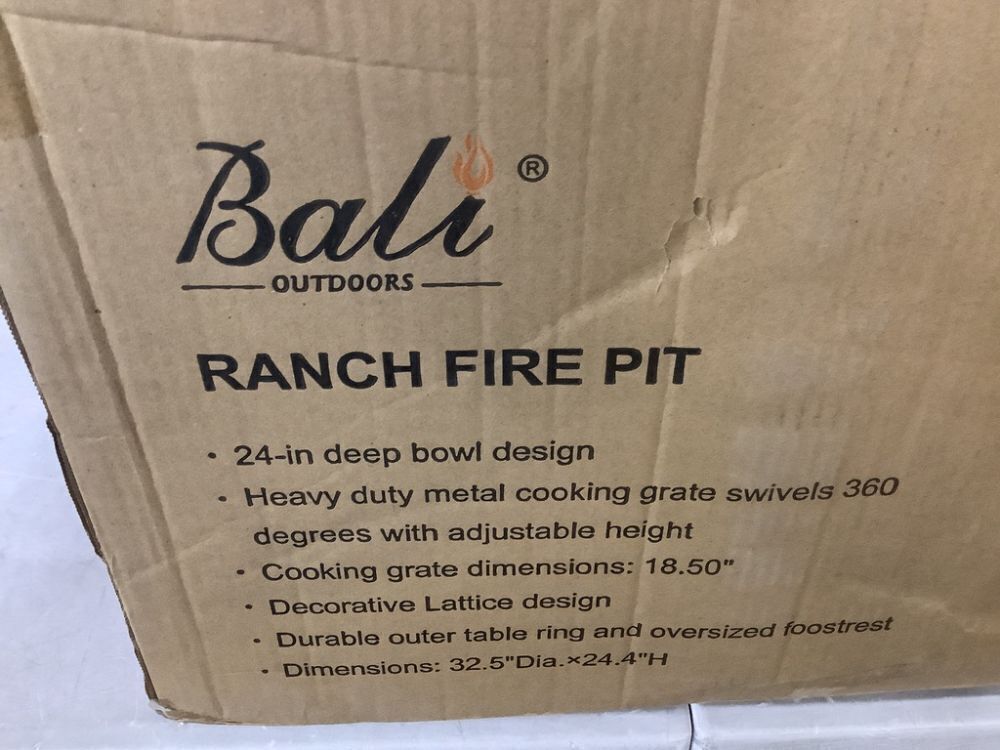 Bali ®
OUTDOORS
RANCH FIRE PIT
• 24-in deep bowl design
• Heavy duty metal cooking grate swivels 360
degrees with adjustable height
• Cooking grate dimensions: 18.50"
• Decorative Lattice design
• Durable outer table ring and oversized foostrest
• Dimensions: 32.5"Dia.×24.4"H